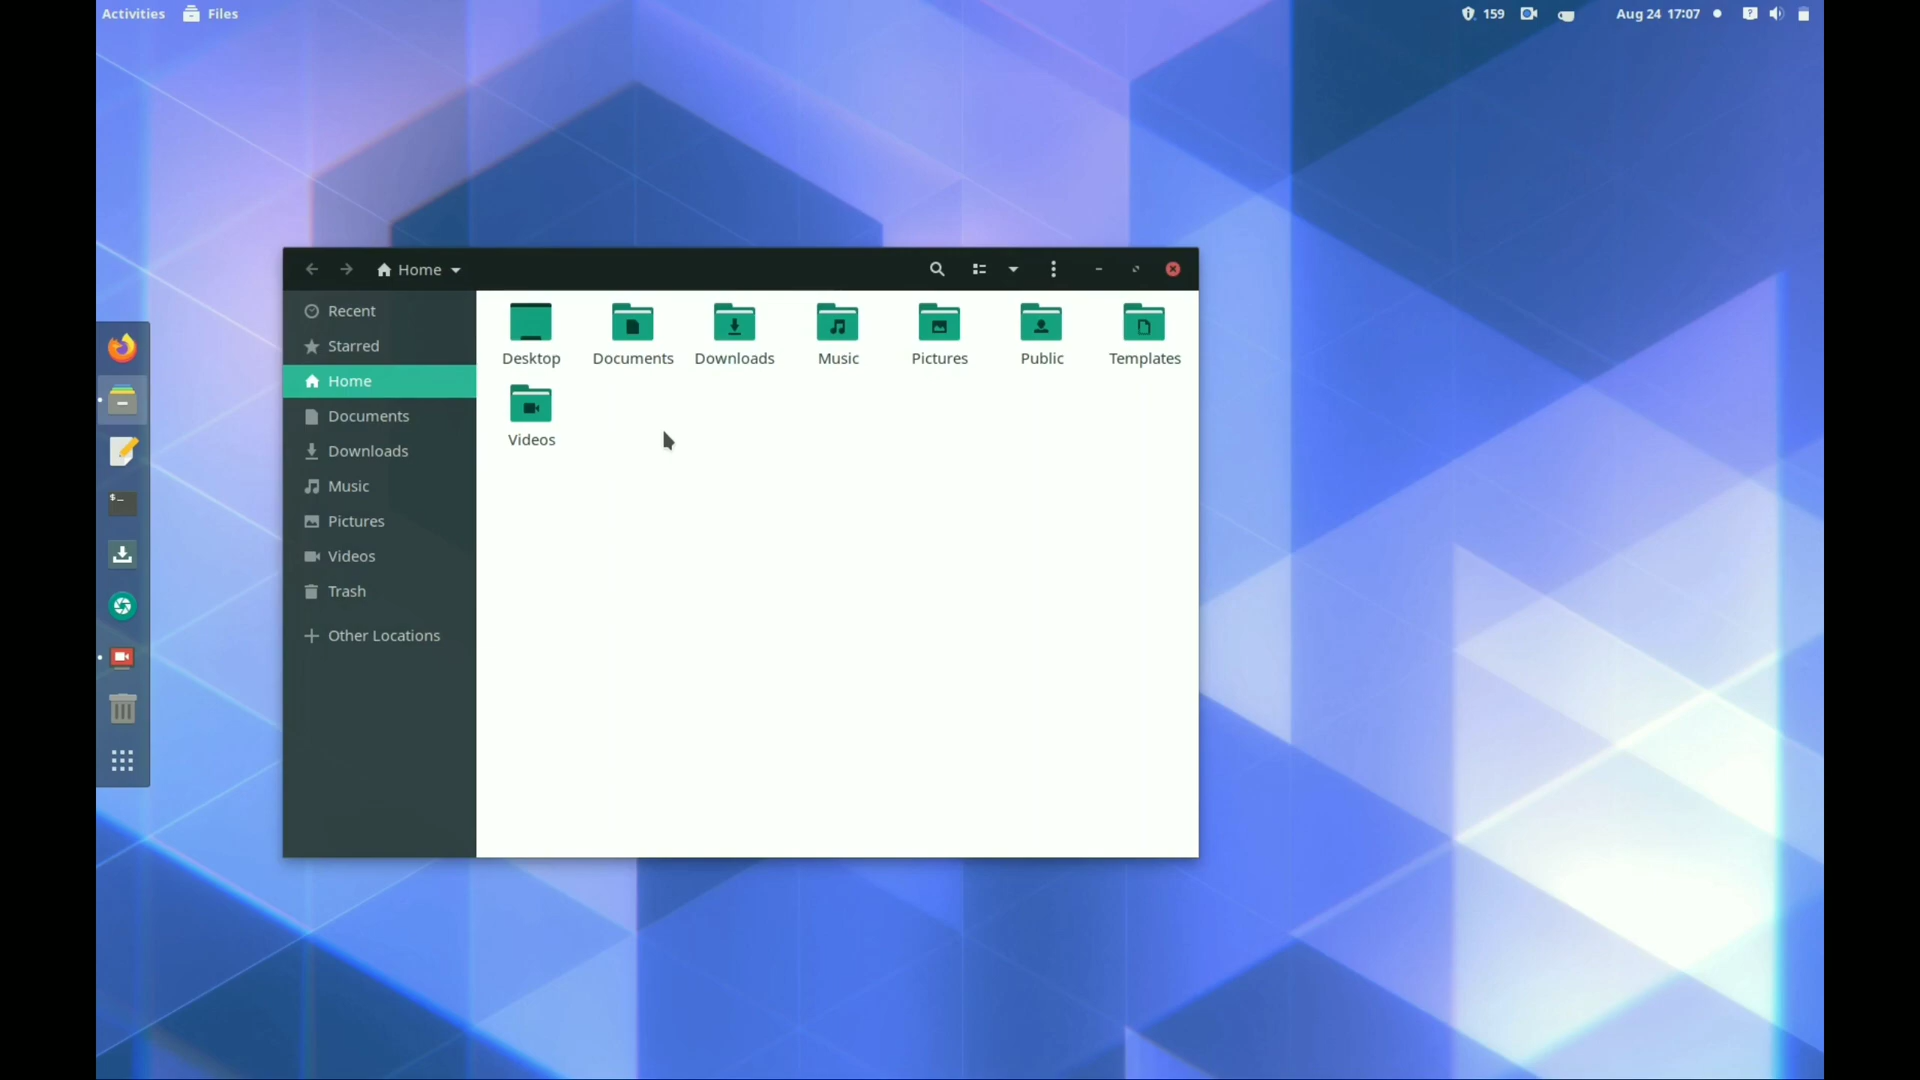 Activities Files 159 Aug 24 17:07
Home
Recent
Starred
Home
Documents
Downloads
Music
Pictures
Videos
Trash
Other Locations
Desktop Documents Downloads Music Pictures Public Templates
Videos
$_